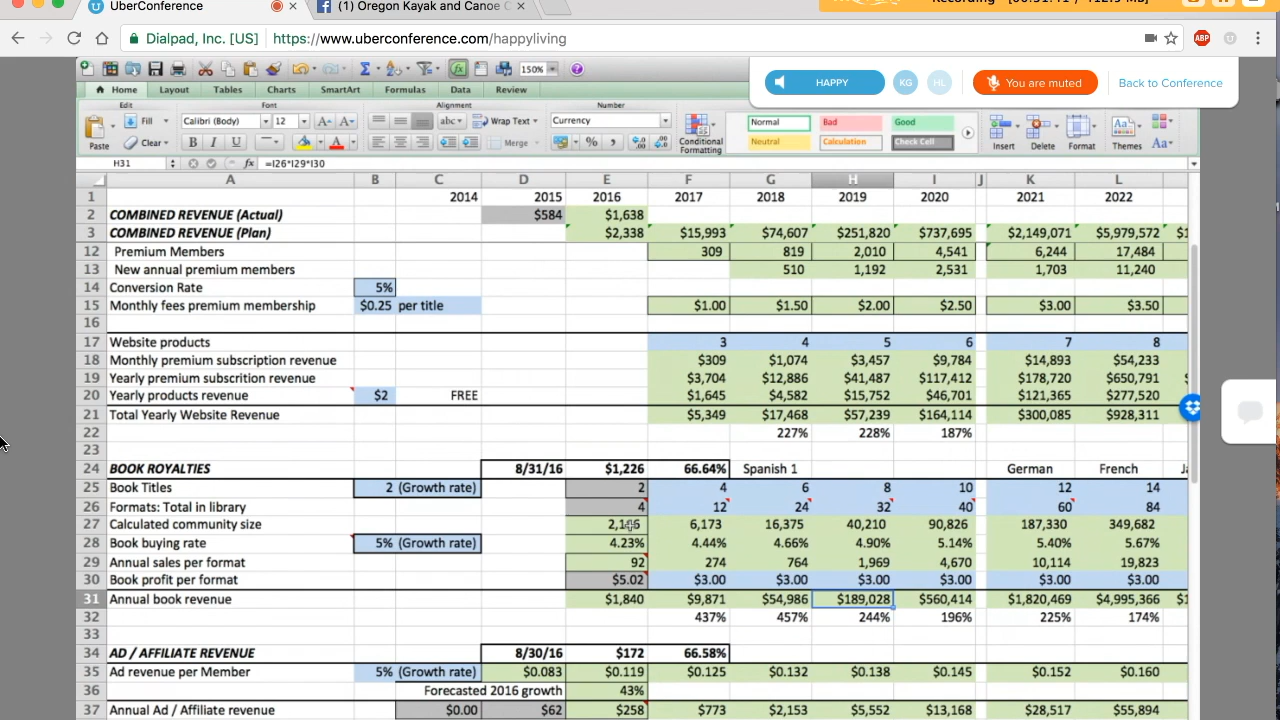 UberConference
(1) Oregon Kayak and Canoe C
Dialpad, Inc. [US] https://www.uberconference.com/happyliving
ABP
150%
HAPPY KG HL You are muted Back to Conference
Home Layout Tables Charts SmartArt Formulas Data Review
Edit Font Alignment Number
Fill Calibri (Body) 12 abc Wrap Text Currency Normal Bad Good
Paste Clear B I U A Merge % Conditional Formatting Neutral Calculation Check Cell Insert Delete Format Themes Aa
H31 fx =I26*I29*I30
A B C D E F G H I J K L
1 2014 2015 2016 2017 2018 2019 2020 2021 2022
2 COMBINED REVENUE (Actual) $584 $1,638
3 COMBINED REVENUE (Plan) $2,338 $15,993 $74,607 $251,820 $737,695 $2,149,071 $5,979,572
12 Premium Members 309 819 2,010 4,541 6,244 17,484
13 New annual premium members 510 1,192 2,531 1,703 11,240
14 Conversion Rate 5%
15 Monthly fees premium membership $0.25 per title $1.00 $1.50 $2.00 $2.50 $3.00 $3.50
16
17 Website products 3 4 5 6 7 8
18 Monthly premium subscription revenue $309 $1,074 $3,457 $9,784 $14,893 $54,233
19 Yearly premium subscrition revenue $3,704 $12,886 $41,487 $117,412 $178,720 $650,791
20 Yearly products revenue $2 FREE $1,645 $4,582 $15,752 $46,701 $121,365 $277,520
21 Total Yearly Website Revenue $5,349 $17,468 $57,239 $164,114 $300,085 $928,311
22 227% 228% 187%
23
24 BOOK ROYALTIES 8/31/16 $1,226 66.64% Spanish 1 German French
25 Book Titles 2 (Growth rate) 2 4 6 8 10 12 14
26 Formats: Total in library 4 12 24 32 40 60 84
27 Calculated community size 6,173 16,375 40,210 90,826 187,330 349,682
28 Book buying rate 5% (Growth rate) 4.23% 4.44% 4.66% 4.90% 5.14% 5.40% 5.67%
29 Annual sales per format 92 274 764 1,969 4,670 10,114 19,823
30 Book profit per format $5.02 $3.00 $3.00 $3.00 $3.00 $3.00 $3.00
31 Annual book revenue $1,840 $9,871 $54,986 $189,028 $560,414 $1,820,469 $4,995,366
32 437% 457% 244% 196% 225% 174%
33
34 AD / AFFILIATE REVENUE 8/30/16 $172 66.58%
35 Ad revenue per Member 5% (Growth rate) $0.083 $0.119 $0.125 $0.132 $0.138 $0.145 $0.152 $0.160
36 Forecasted 2016 growth 43%
37 Annual Ad / Affiliate revenue $0.00 $62 $258 $773 $2,153 $5,552 $13,168 $28,517 $55,894